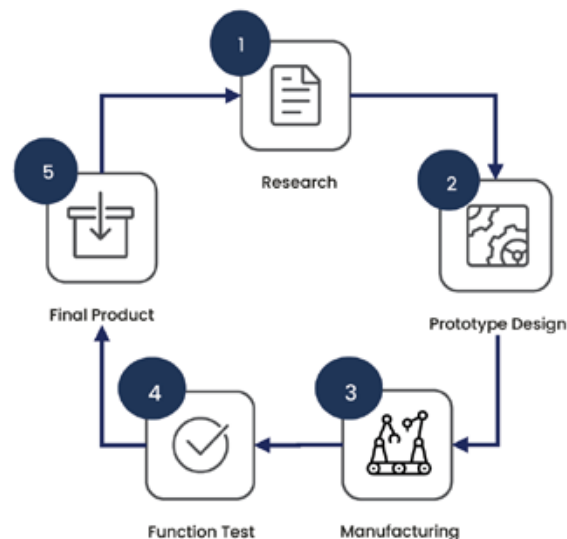 1
Research
2
Prototype Design
3
Manufacturing
4
Function Test
5
Final Product